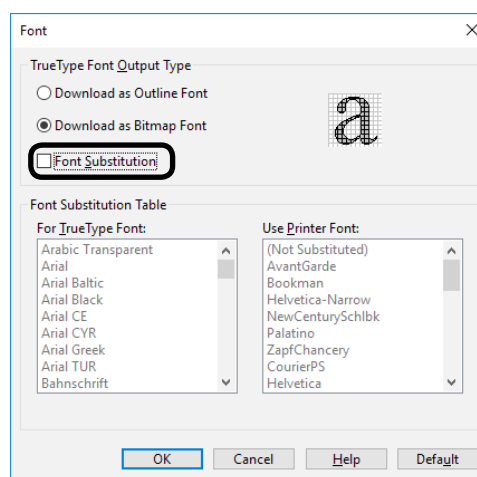 Font
TrueType Font Output Type
Download as Outline Font
Download as Bitmap Font
a
Font Substitution
Font Substitution Table
For TrueType Font:
Use Printer Font:
Arabic Transparent
Arial
Arial Baltic
Arial Black
Arial CE
Arial CYR
Arial Greek
Arial TUR
Bahnschrift
(Not Substituted)
AvantGarde
Bookman
Helvetica-Narrow
NewCenturySchlbk
Palatino
ZapfChancery
CourierPS
Helvetica
OK Cancel Help Default